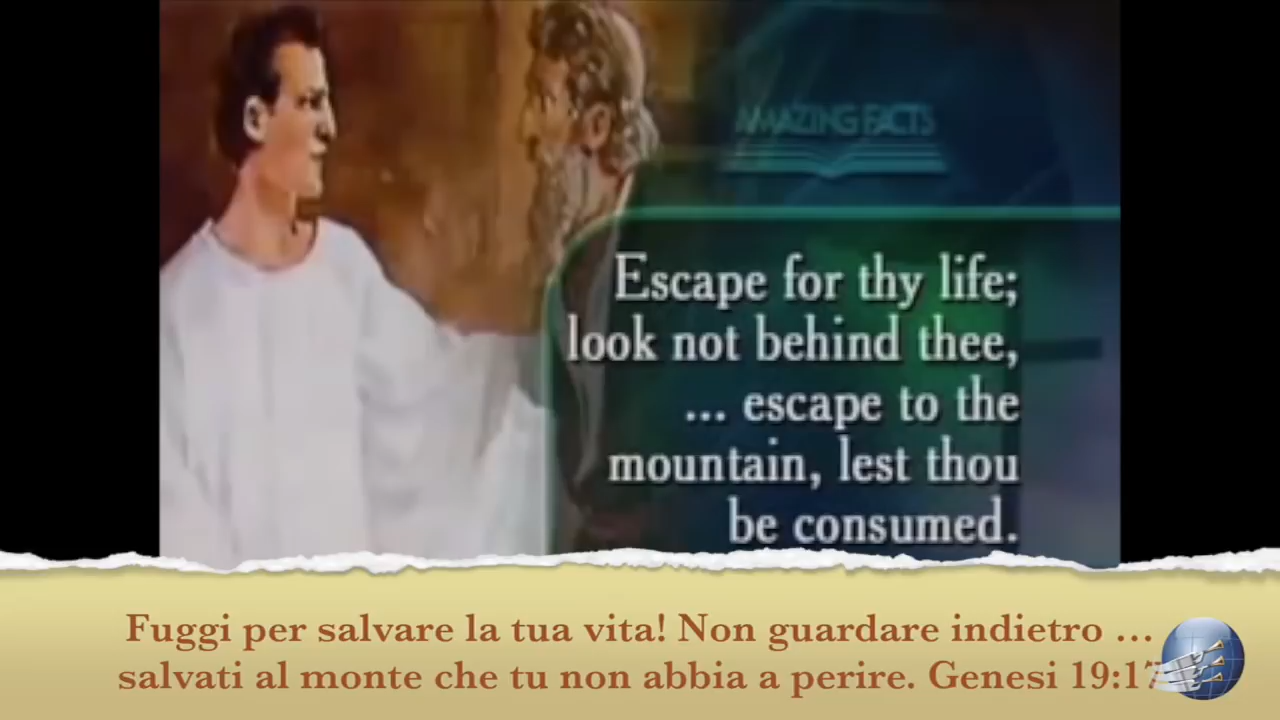 AMAZING FACTS
Escape for thy life;
look not behind thee,
... escape to the
mountain, lest thou
be consumed.
Fuggi per salvare la tua vita! Non guardare indietro ...
salvati al monte che tu non abbia a perire. Genesi 19:17